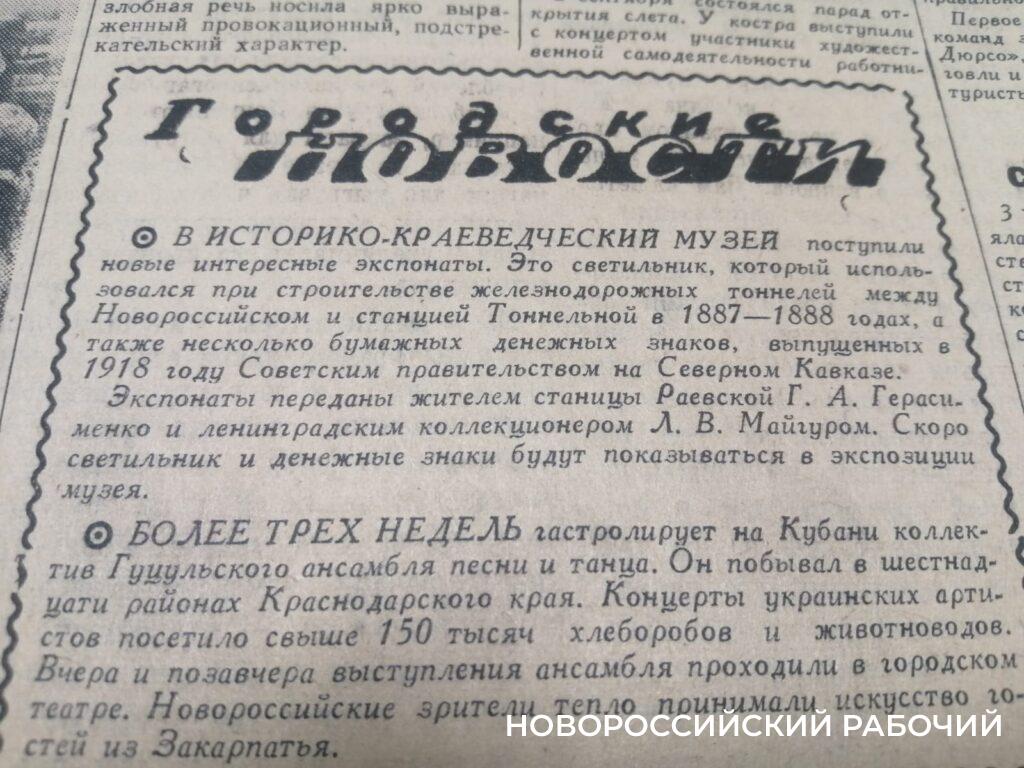 злобная речь носила ярко выра-
женный провокационный, подстре-
кательский характер.
состоялся парад от-
крытия слета. У костра выступили
с концертом участники художест-
венной самодеятельности работни-
Первое
команд
Дюрсо»,
говли и
туристь
Городские
новости
В ИСТОРИКО-КРАЕВЕДЧЕСКИЙ МУЗЕЙ поступили
новые интересные экспонаты. Это светильник, который исполь-
зовался при строительстве железнодорожных тоннелей между
Новороссийском и станцией Тоннельной в 1887—1888 годах, а
также несколько бумажных денежных знаков, выпущенных в
1918 году Советским правительством на Северном Кавказе.
Экспонаты переданы жителем станицы Раевской Г. А. Гераси-
менко и ленинградским коллекционером Л. В. Майгуром. Скоро
светильник и денежные знаки будут показываться в экспозиции
музея.
БОЛЕЕ ТРЕХ НЕДЕЛЬ гастролирует на Кубани коллек-
тив Гуцульского ансамбля песни и танца. Он побывал в шестнад-
цати районах Краснодарского края. Концерты украинских арти-
стов посетило свыше 150 тысяч хлеборобов и животноводов.
Вчера и позавчера выступления ансамбля проходили в городском
театре. Новороссийские зрители тепло принимали искусство го-
стей из Закарпатья.
НОВОРОССИЙСКИЙ РАБОЧИЙ